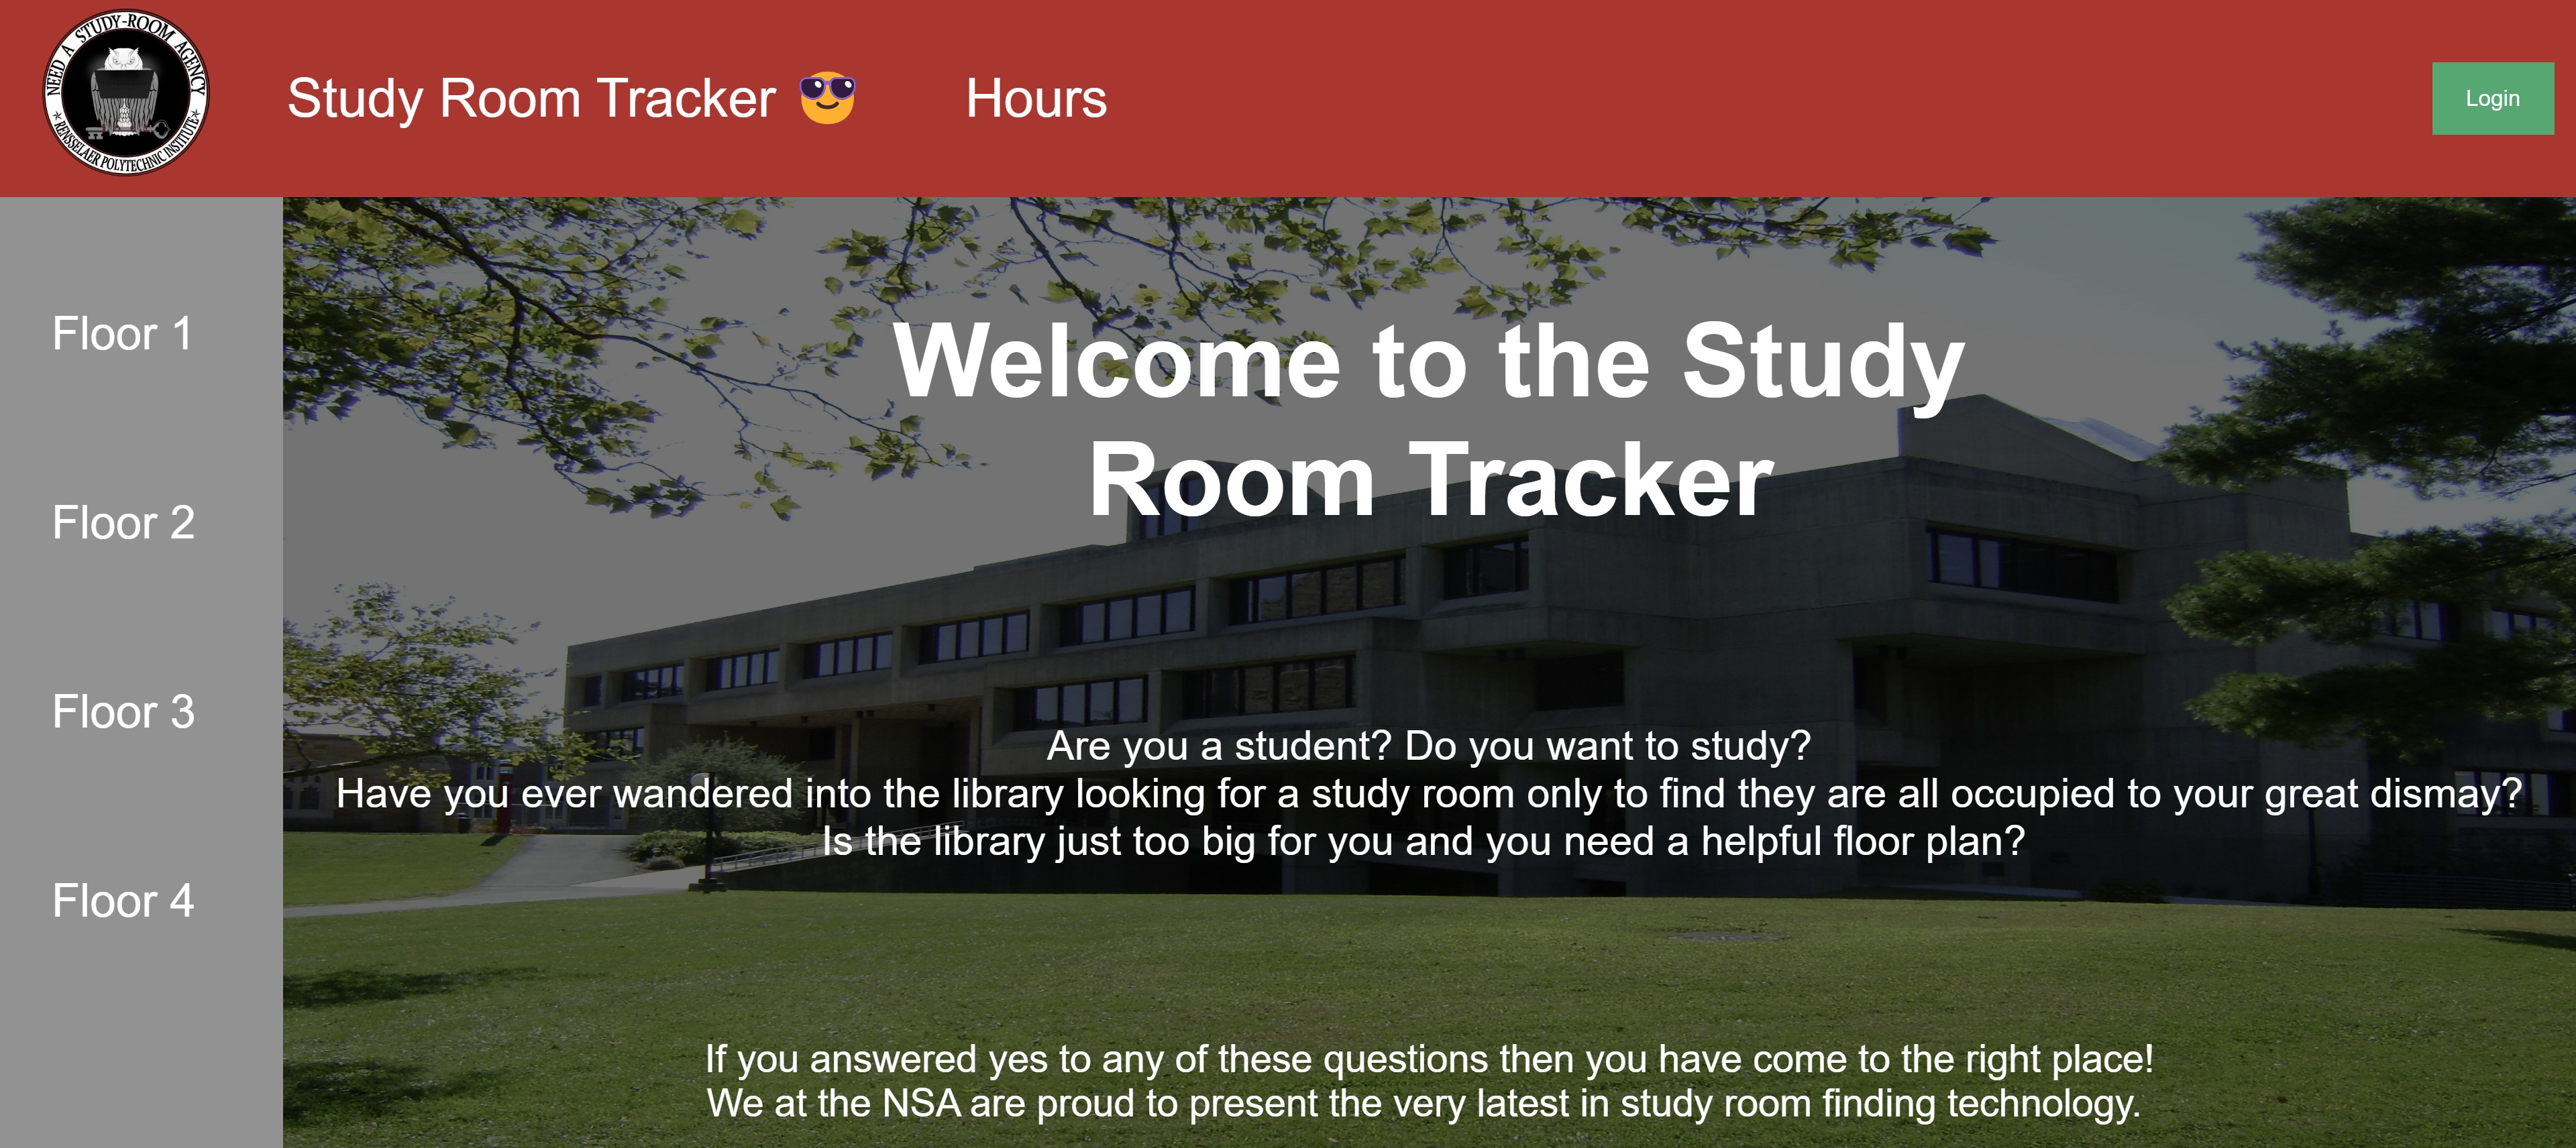 NEED A STUDY-ROOM AGENCY
RENSSELAER POLYTECHNIC INSTITUTE
Study Room Tracker 😎
Hours
Login
Floor 1
Floor 2
Floor 3
Floor 4
Welcome to the Study
Room Tracker
Are you a student? Do you want to study?
Have you ever wandered into the library looking for a study room only to find they are all occupied to your great dismay?
Is the library just too big for you and you need a helpful floor plan?
If you answered yes to any of these questions then you have come to the right place!
We at the NSA are proud to present the very latest in study room finding technology.